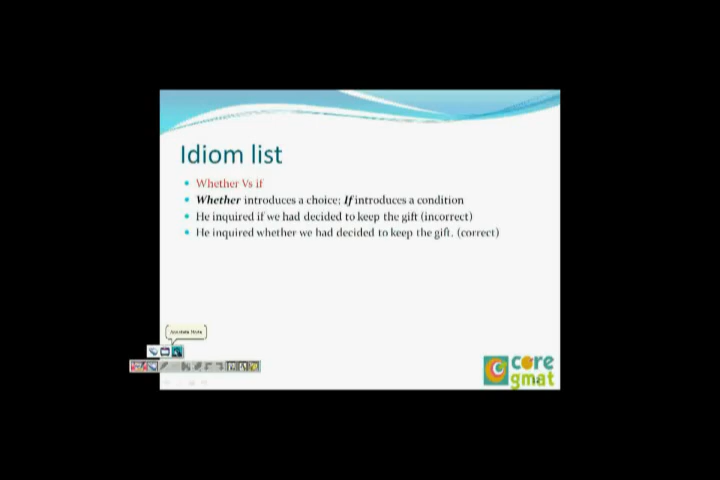 Idiom list
Whether Vs if
Whether introduces a choice; If introduces a condition
He inquired if we had decided to keep the gift (incorrect)
He inquired whether we had decided to keep the gift. (correct)
core
gmat